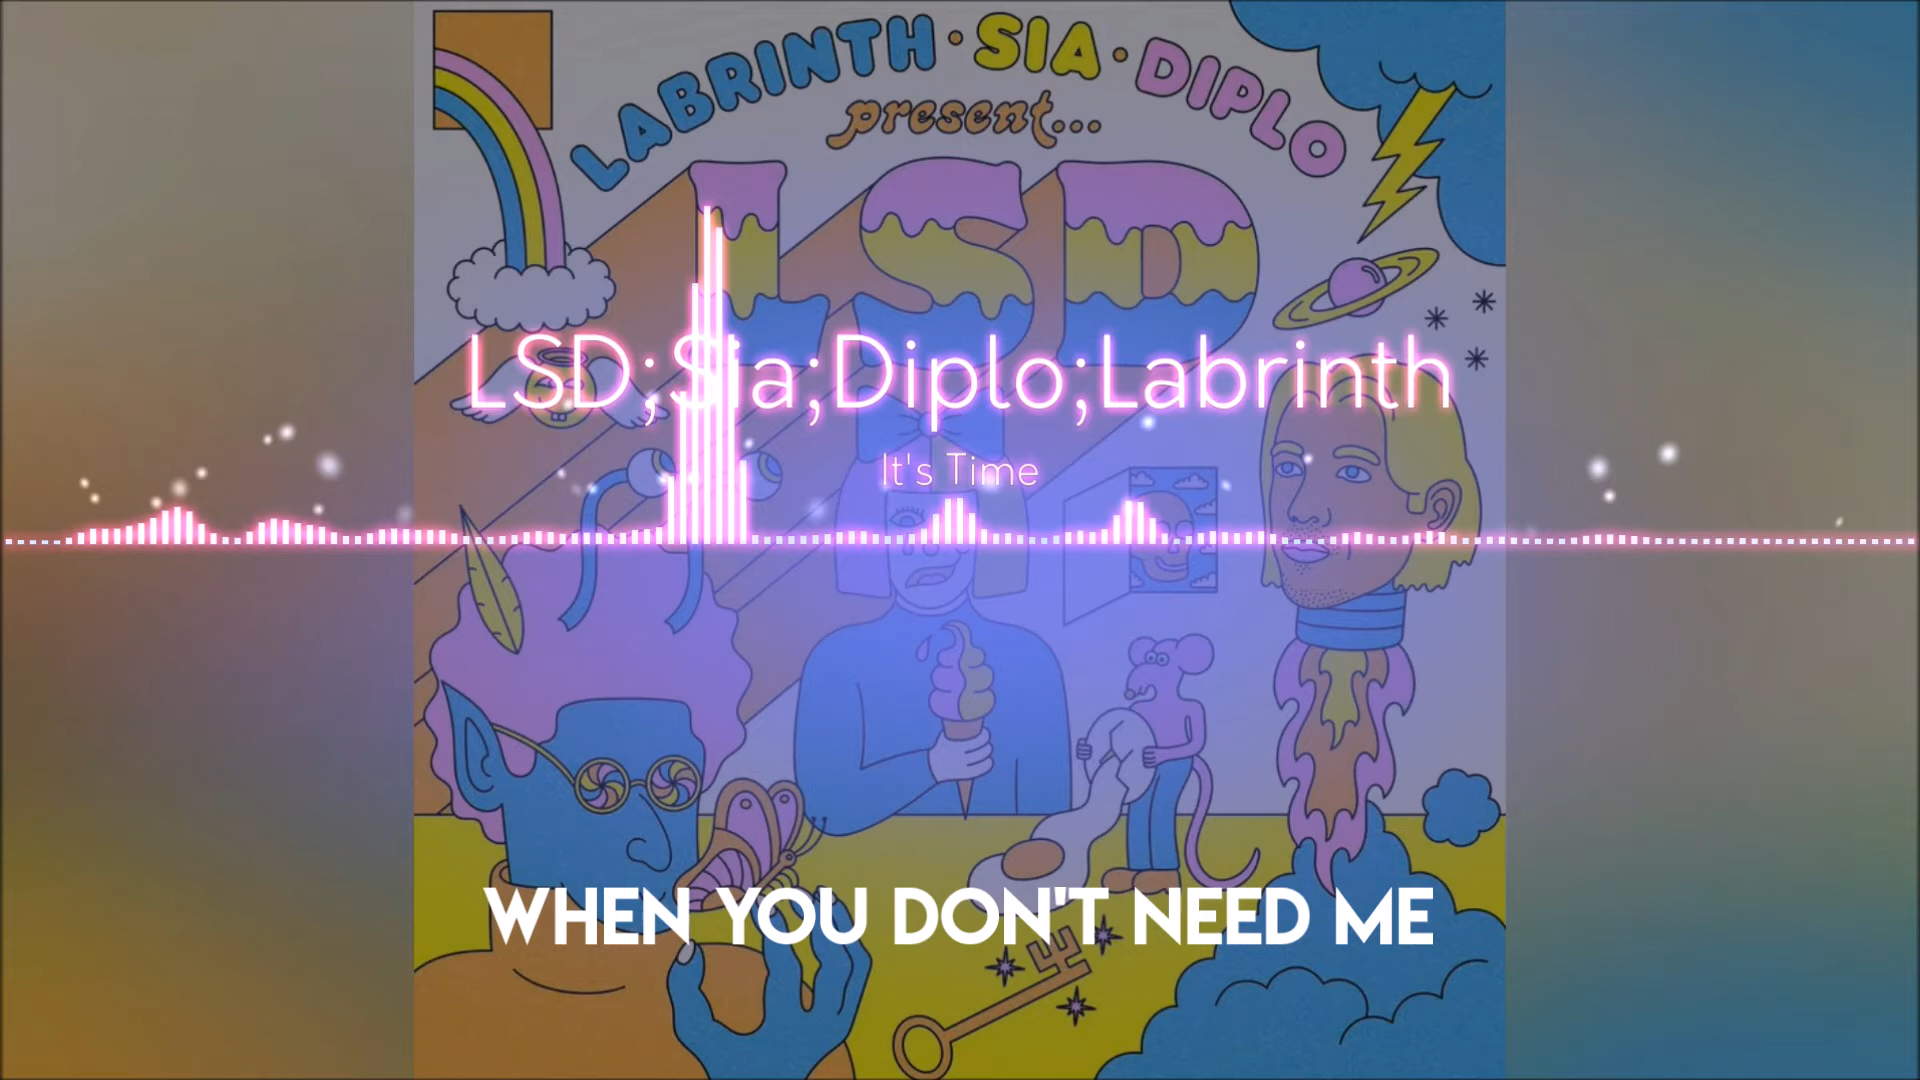 LABRINTH·SIA·DIPLO
present...
LSD
LSD;Sia;Diplo;Labrinth
It's Time
WHEN YOU DON'T NEED ME